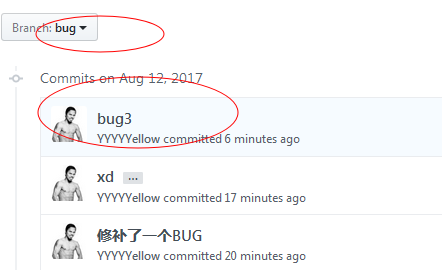 Branch: bug
Commits on Aug 12, 2017
bug3
YYYYYellow committed 6 minutes ago
xd ...
YYYYYellow committed 17 minutes ago
修补了一个BUG
YYYYYellow committed 20 minutes ago